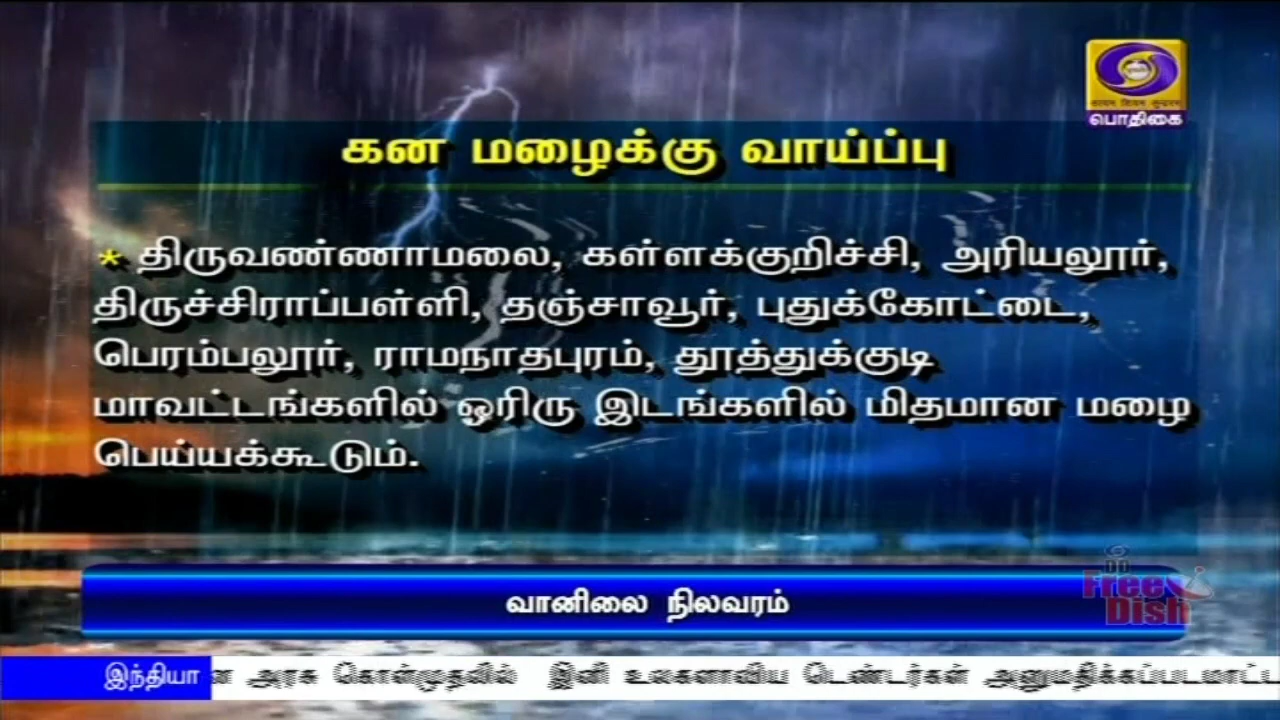 பொதிகை
கன மழைக்கு வாய்ப்பு
* திருவண்ணாமலை, கள்ளக்குறிச்சி, அரியலூர்,
திருச்சிராப்பள்ளி, தஞ்சாவூர், புதுக்கோட்டை,
பெரம்பலூர், ராமநாதபுரம், தூத்துக்குடி
மாவட்டங்களில் ஓரிரு இடங்களில் மிதமான மழை
பெய்யக்கூடும்.
DD
Free
Dish
வானிலை நிலவரம்
இந்தியா
ன அரசு கொள்முதலில் இனி உலகளாவிய டெண்டர்கள் அனுமதிக்கப்படமாட்ட